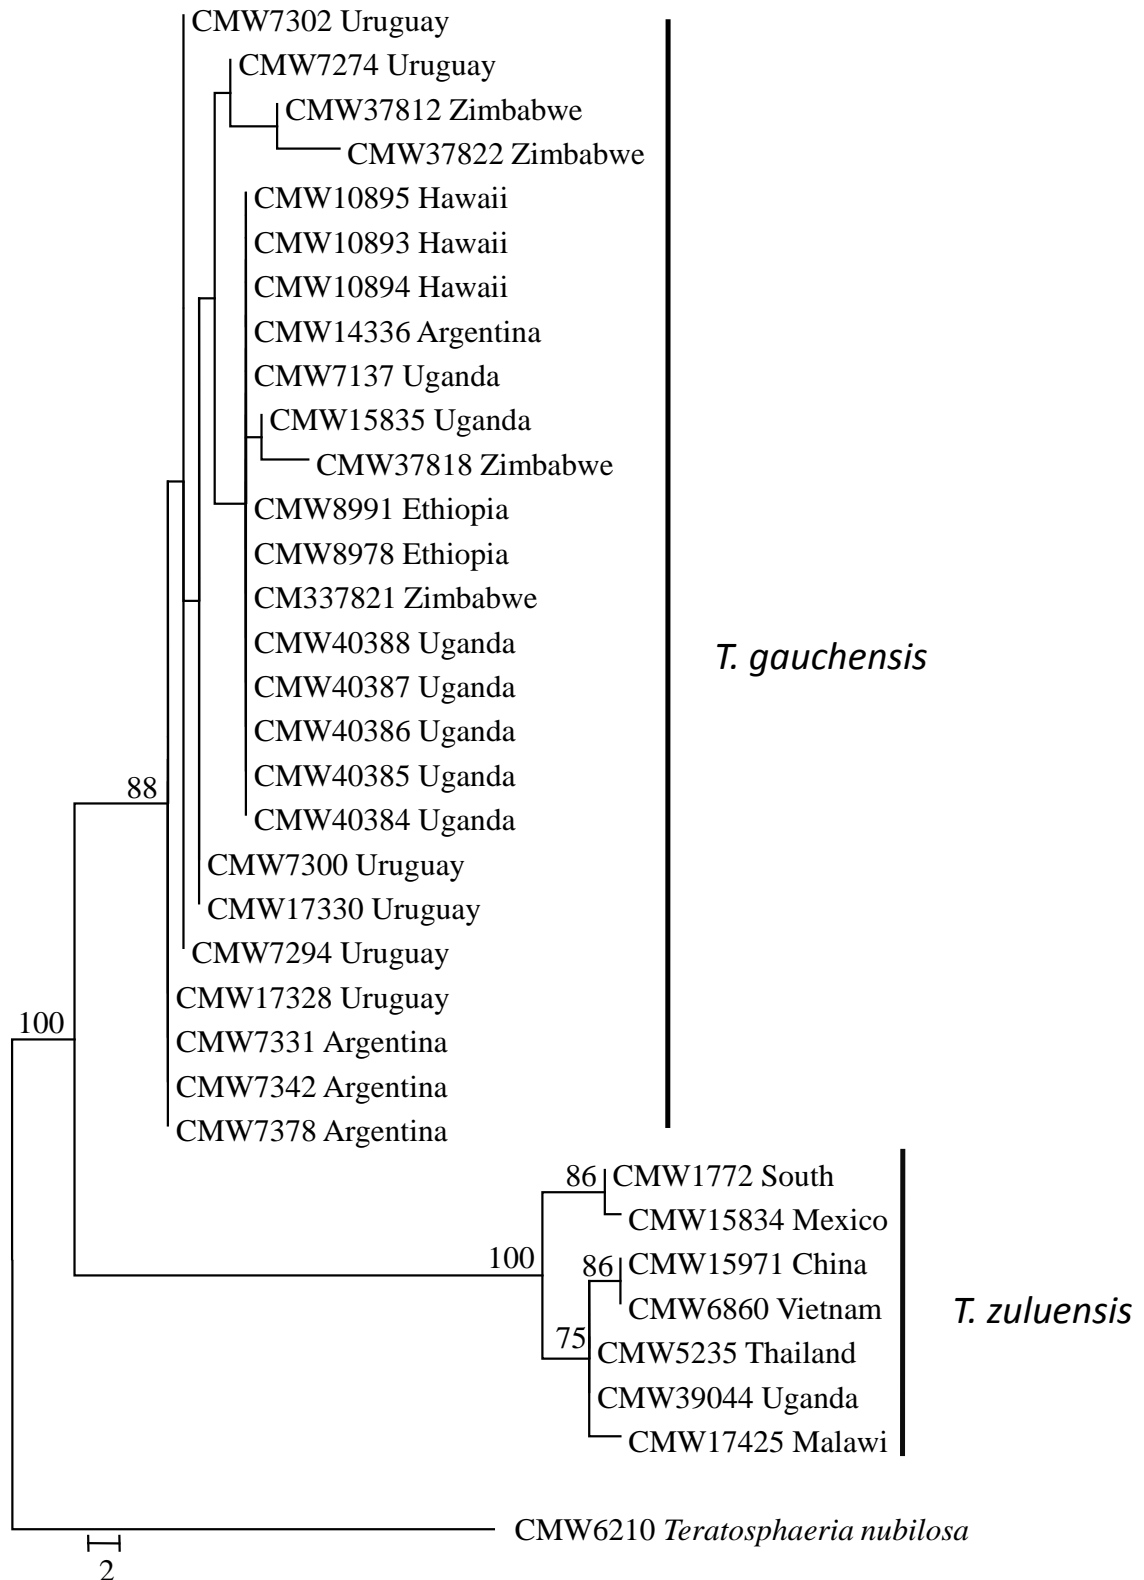 CMW7302 Uruguay
CMW7274 Uruguay
CMW37812 Zimbabwe
CMW37822 Zimbabwe
CMW10895 Hawaii
CMW10893 Hawaii
CMW10894 Hawaii
CMW14336 Argentina
CMW7137 Uganda
CMW15835 Uganda
CMW37818 Zimbabwe
CMW8991 Ethiopia
CMW8978 Ethiopia
CM337821 Zimbabwe
CMW40388 Uganda
T. gauchensis
CMW40387 Uganda
CMW40386 Uganda
CMW40385 Uganda
88
CMW40384 Uganda
CMW7300 Uruguay
CMW17330 Uruguay
CMW7294 Uruguay
CMW17328 Uruguay
100
CMW7331 Argentina
CMW7342 Argentina
CMW7378 Argentina
86 CMW1772 South
CMW15834 Mexico
100
86 CMW15971 China
CMW6860 Vietnam
T. zuluensis
75
CMW5235 Thailand
CMW39044 Uganda
CMW17425 Malawi
CMW6210 Teratosphaeria nubilosa
2